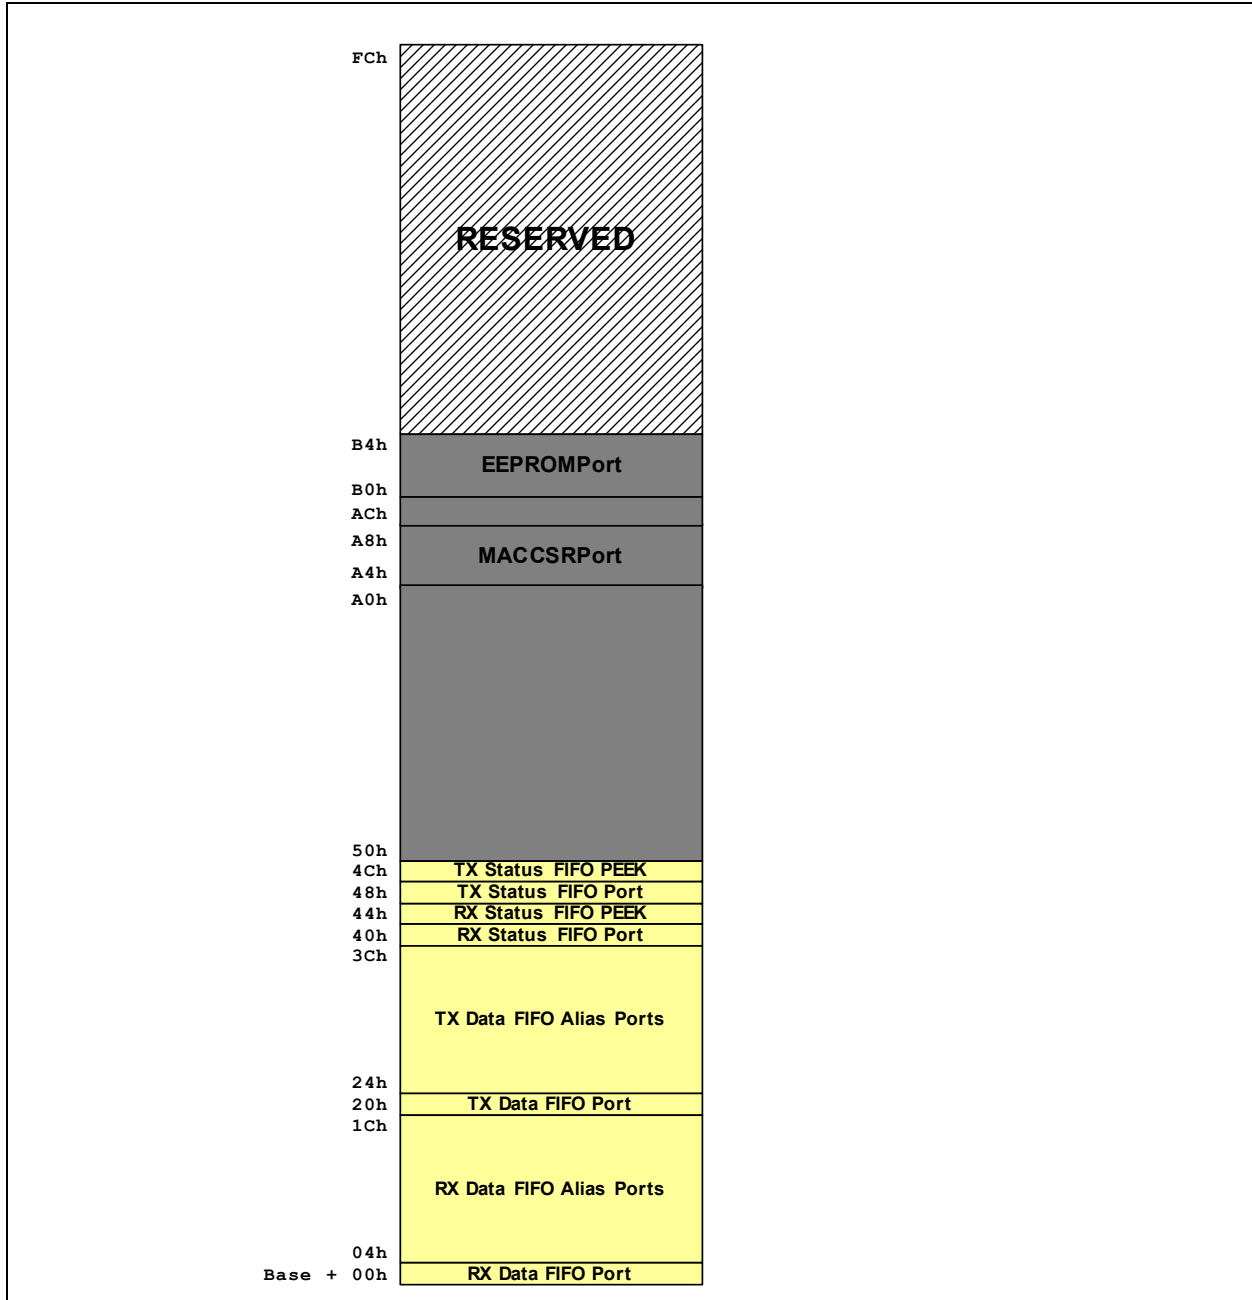 FCh
RESERVED
B4h
EEPROMPort
B0h
ACh
A8h
MACCSRPort
A4h
A0h
50h
4Ch TX Status FIFO PEEK
48h TX Status FIFO Port
44h RX Status FIFO PEEK
40h RX Status FIFO Port
3Ch
TX Data FIFO Alias Ports
24h
20h TX Data FIFO Port
1Ch
RX Data FIFO Alias Ports
04h
Base + 00h RX Data FIFO Port